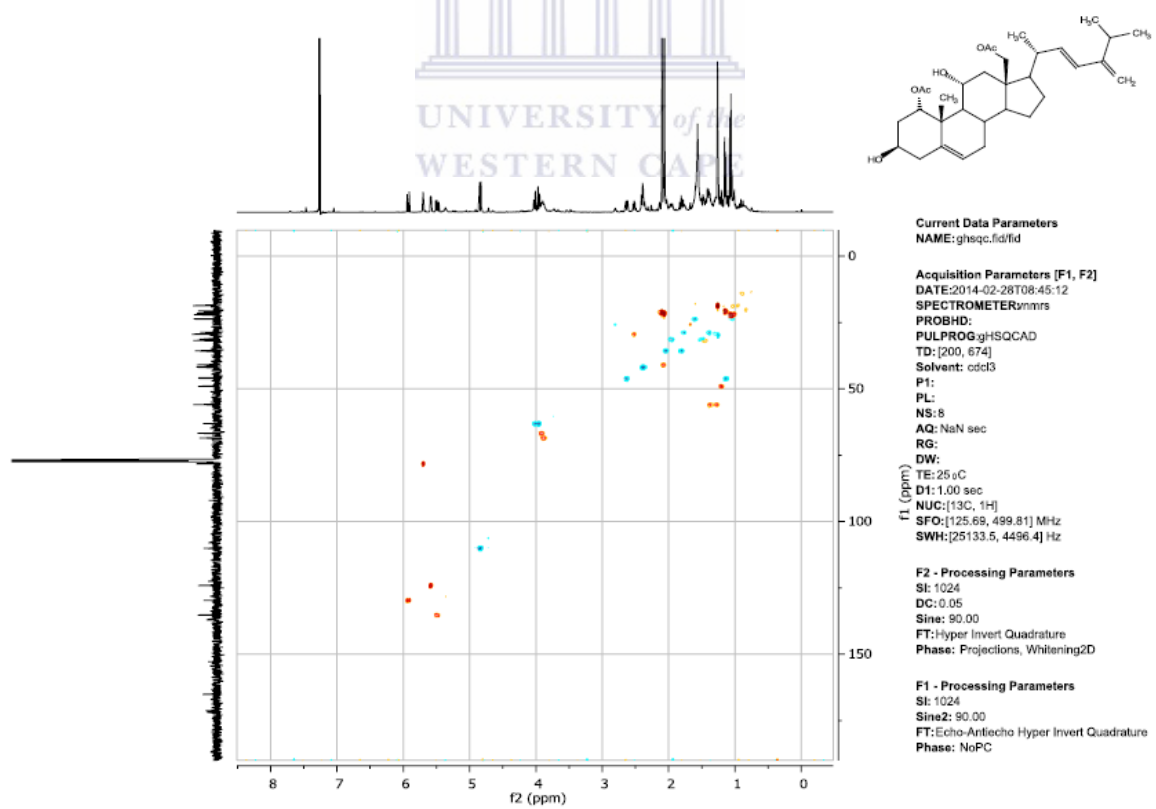 UNIVERSITY of the
WESTERN CAPE
H₃C
CH₃
H₃C
OAc
HO
CH₂
OAc
CH₃
HO
Current Data Parameters
NAME: ghsqc.fid/fid
Acquisition Parameters [F1, F2]
DATE:2014-02-28T08:45:12
SPECTROMETER:vnmrs
PROBHD:
PULPROG:gHSQCAD
TD: [200, 674]
Solvent: cdcl3
P1:
PL:
NS: 8
AQ: NaN sec
RG:
DW:
TE: 25 ₀C
D1: 1.00 sec
NUC:[13C, 1H]
SFO:[125.69, 499.81] MHz
SWH:[25133.5, 4496.4] Hz
F2 - Processing Parameters
SI: 1024
DC: 0.05
Sine: 90.00
FT: Hyper Invert Quadrature
Phase: Projections, Whitening2D
F1 - Processing Parameters
SI: 1024
Sine2: 90.00
FT: Echo-Antiecho Hyper Invert Quadrature
Phase: NoPC
0
50
100
150
f1 (ppm)
8 7 6 5 4 3 2 1 0
f2 (ppm)